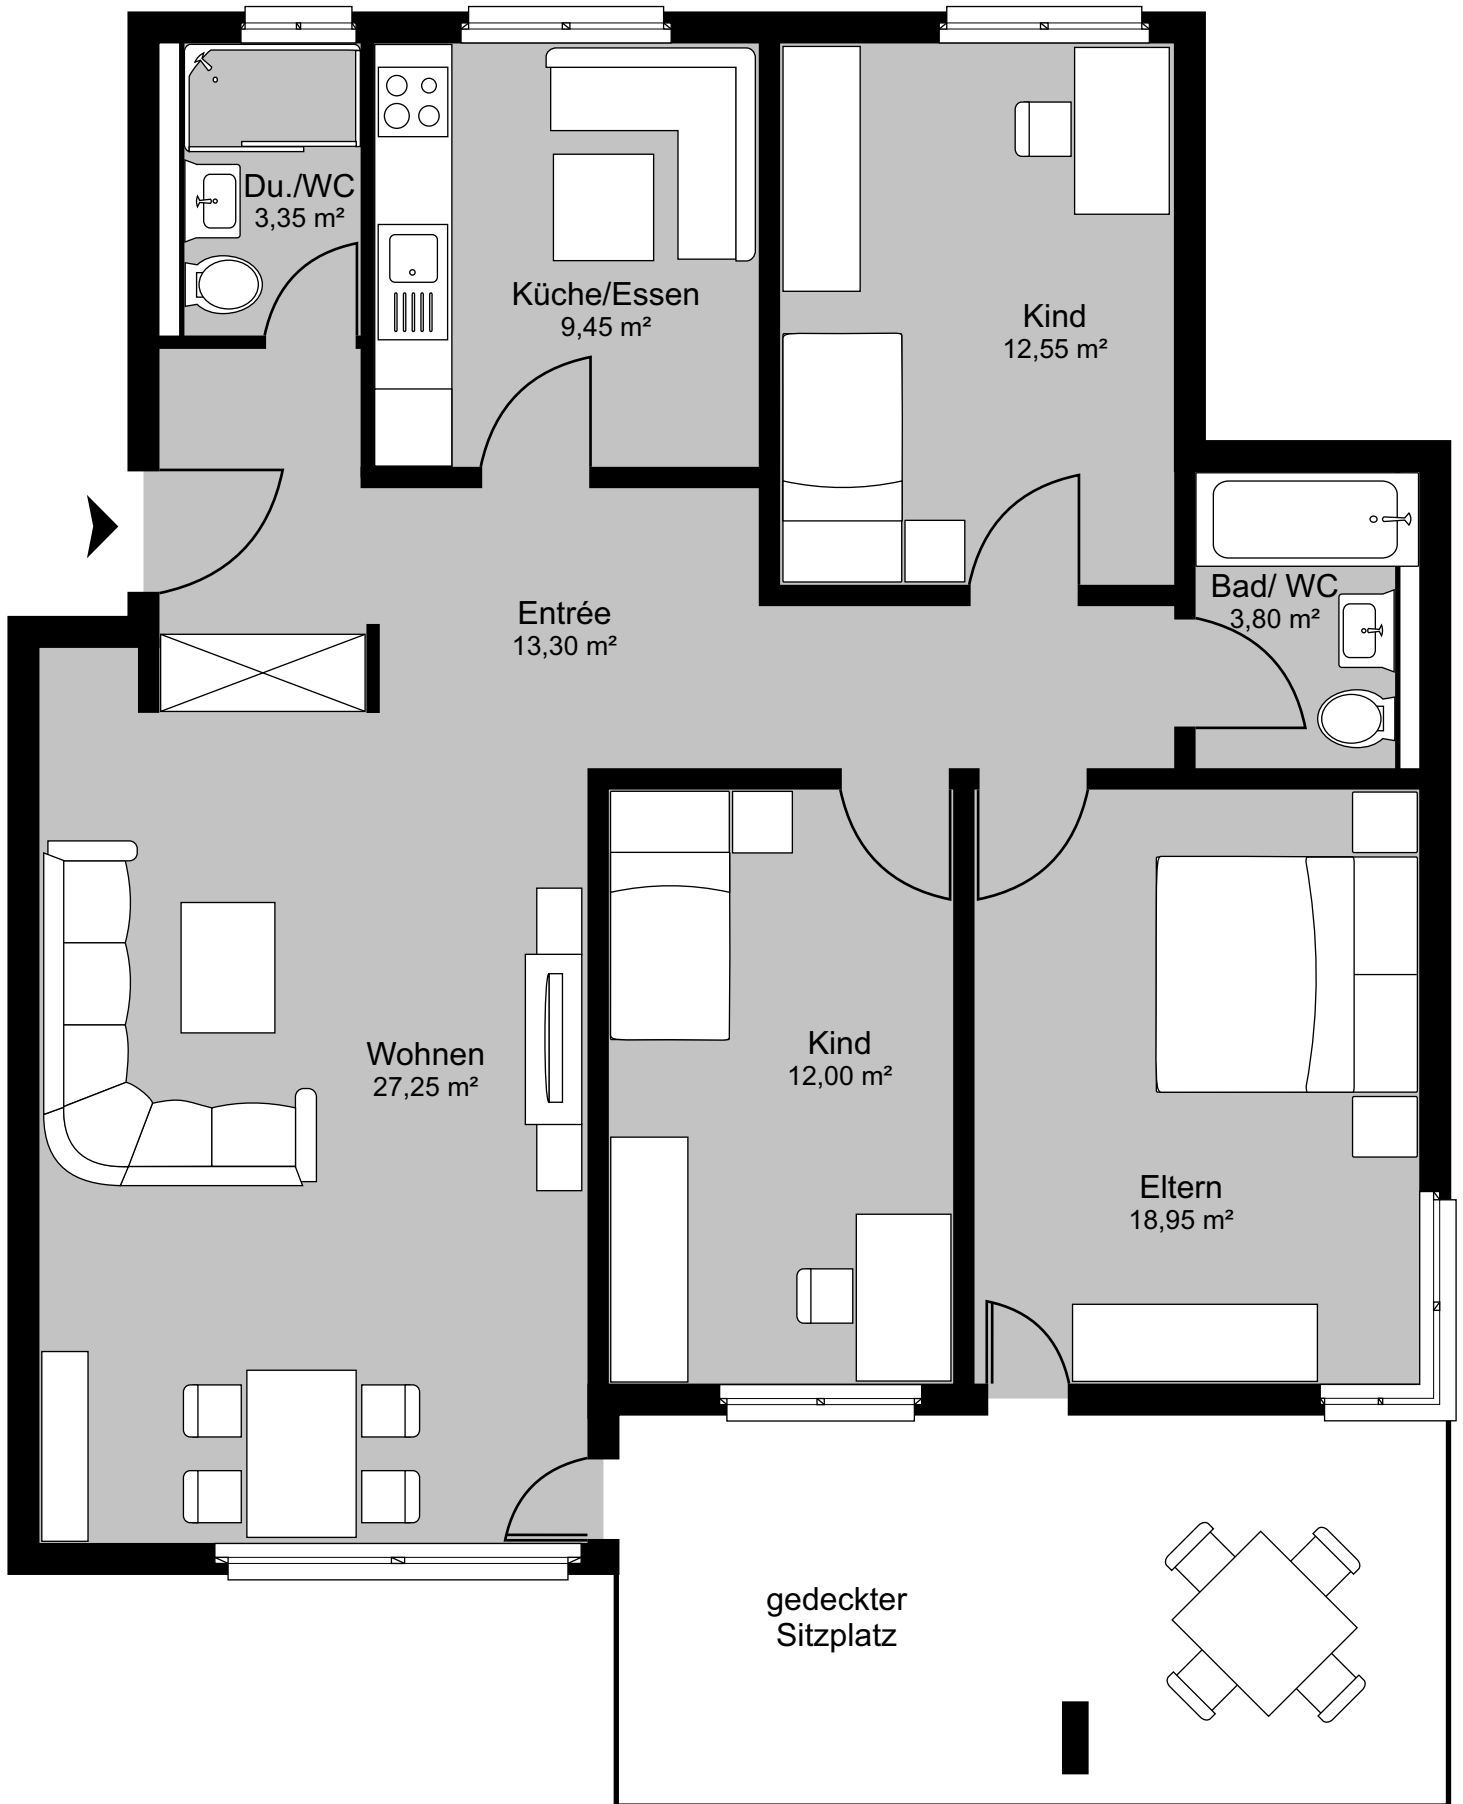 Du./WC
3,35 m²
Küche/Essen
9,45 m²
Kind
12,55 m²
Entrée
13,30 m²
Bad/ WC
3,80 m²
Wohnen
27,25 m²
Kind
12,00 m²
Eltern
18,95 m²
gedeckter
Sitzplatz